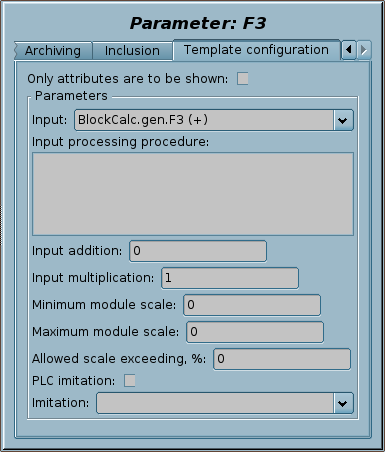 Parameter: F3
Archiving Inclusion Template configuration
Only attributes are to be shown:
Parameters
Input: BlockCalc.gen.F3 (+)
Input processing procedure:
Input addition: 0
Input multiplication: 1
Minimum module scale: 0
Maximum module scale: 0
Allowed scale exceeding, %: 0
PLC imitation:
Imitation: